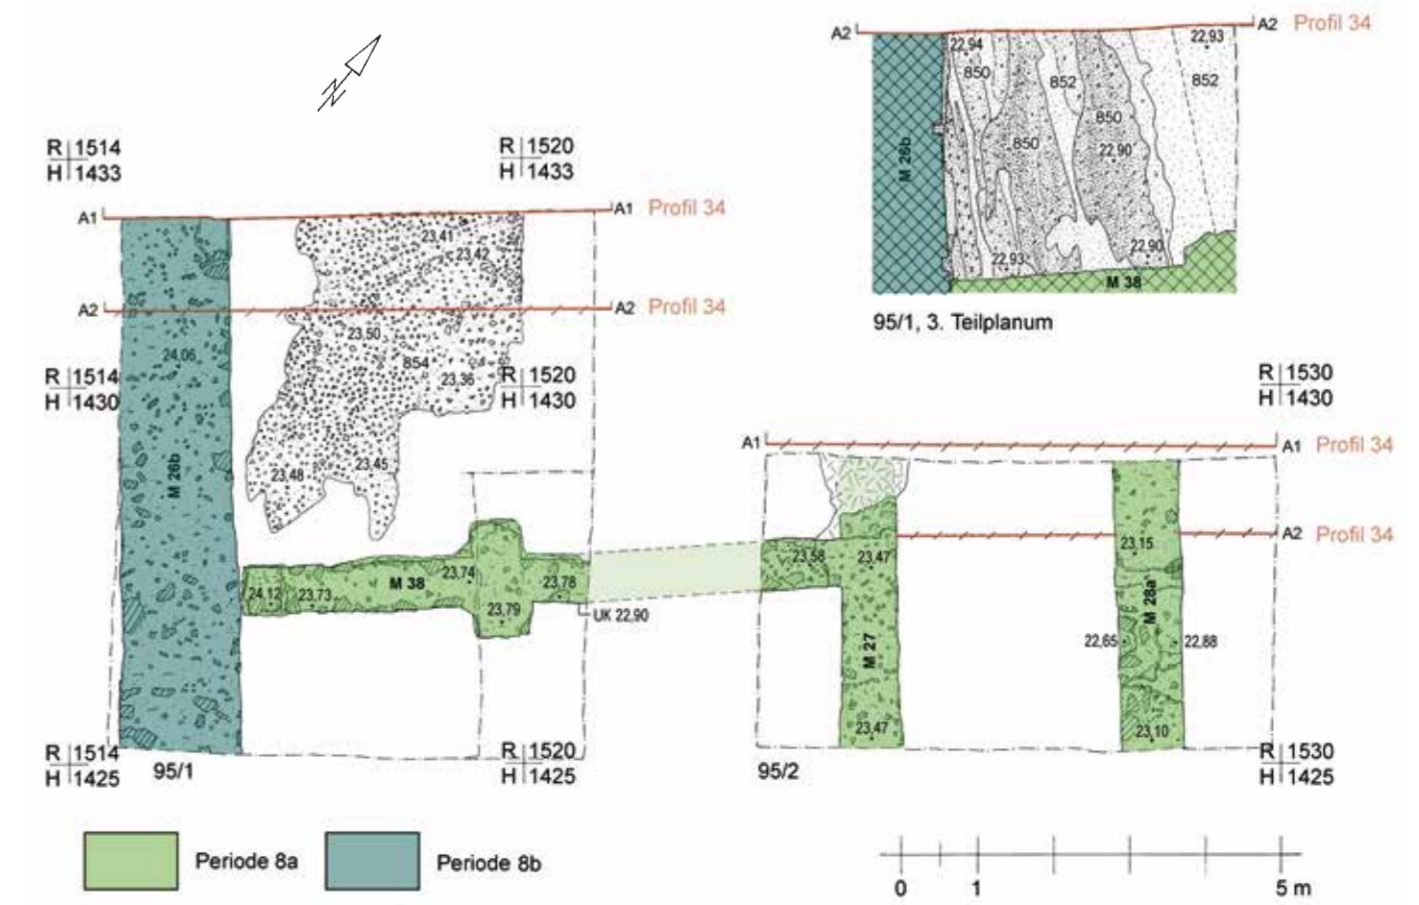 A2 A2 Profil 34
22,94 22,93
850 852 852
850
850 22,90
M 26b
22,90
22,93
M 38
95/1, 3. Teilplanum
N
R 1514 R 1520
H 1433 H 1433
A1 A1 Profil 34
23,41
23,42
A2 A2 Profil 34
23,50
24,06 854
23,36
R 1514 R 1520
H 1430 H 1430
R 1530
H 1430
A1 A1 Profil 34
M 26b
23,48 23,45
A2 Profil 34
23,15
23,58 23,47
24,12 23,73 M 38 23,74 23,78
23,79
UK 22,90
M 28a
M 27 22,65 22,88
23,47 23,10
R 1514 R 1520 R 1530
H 1425 H 1425 H 1425
95/1 95/2
Periode 8a Periode 8b
0 1 5 m